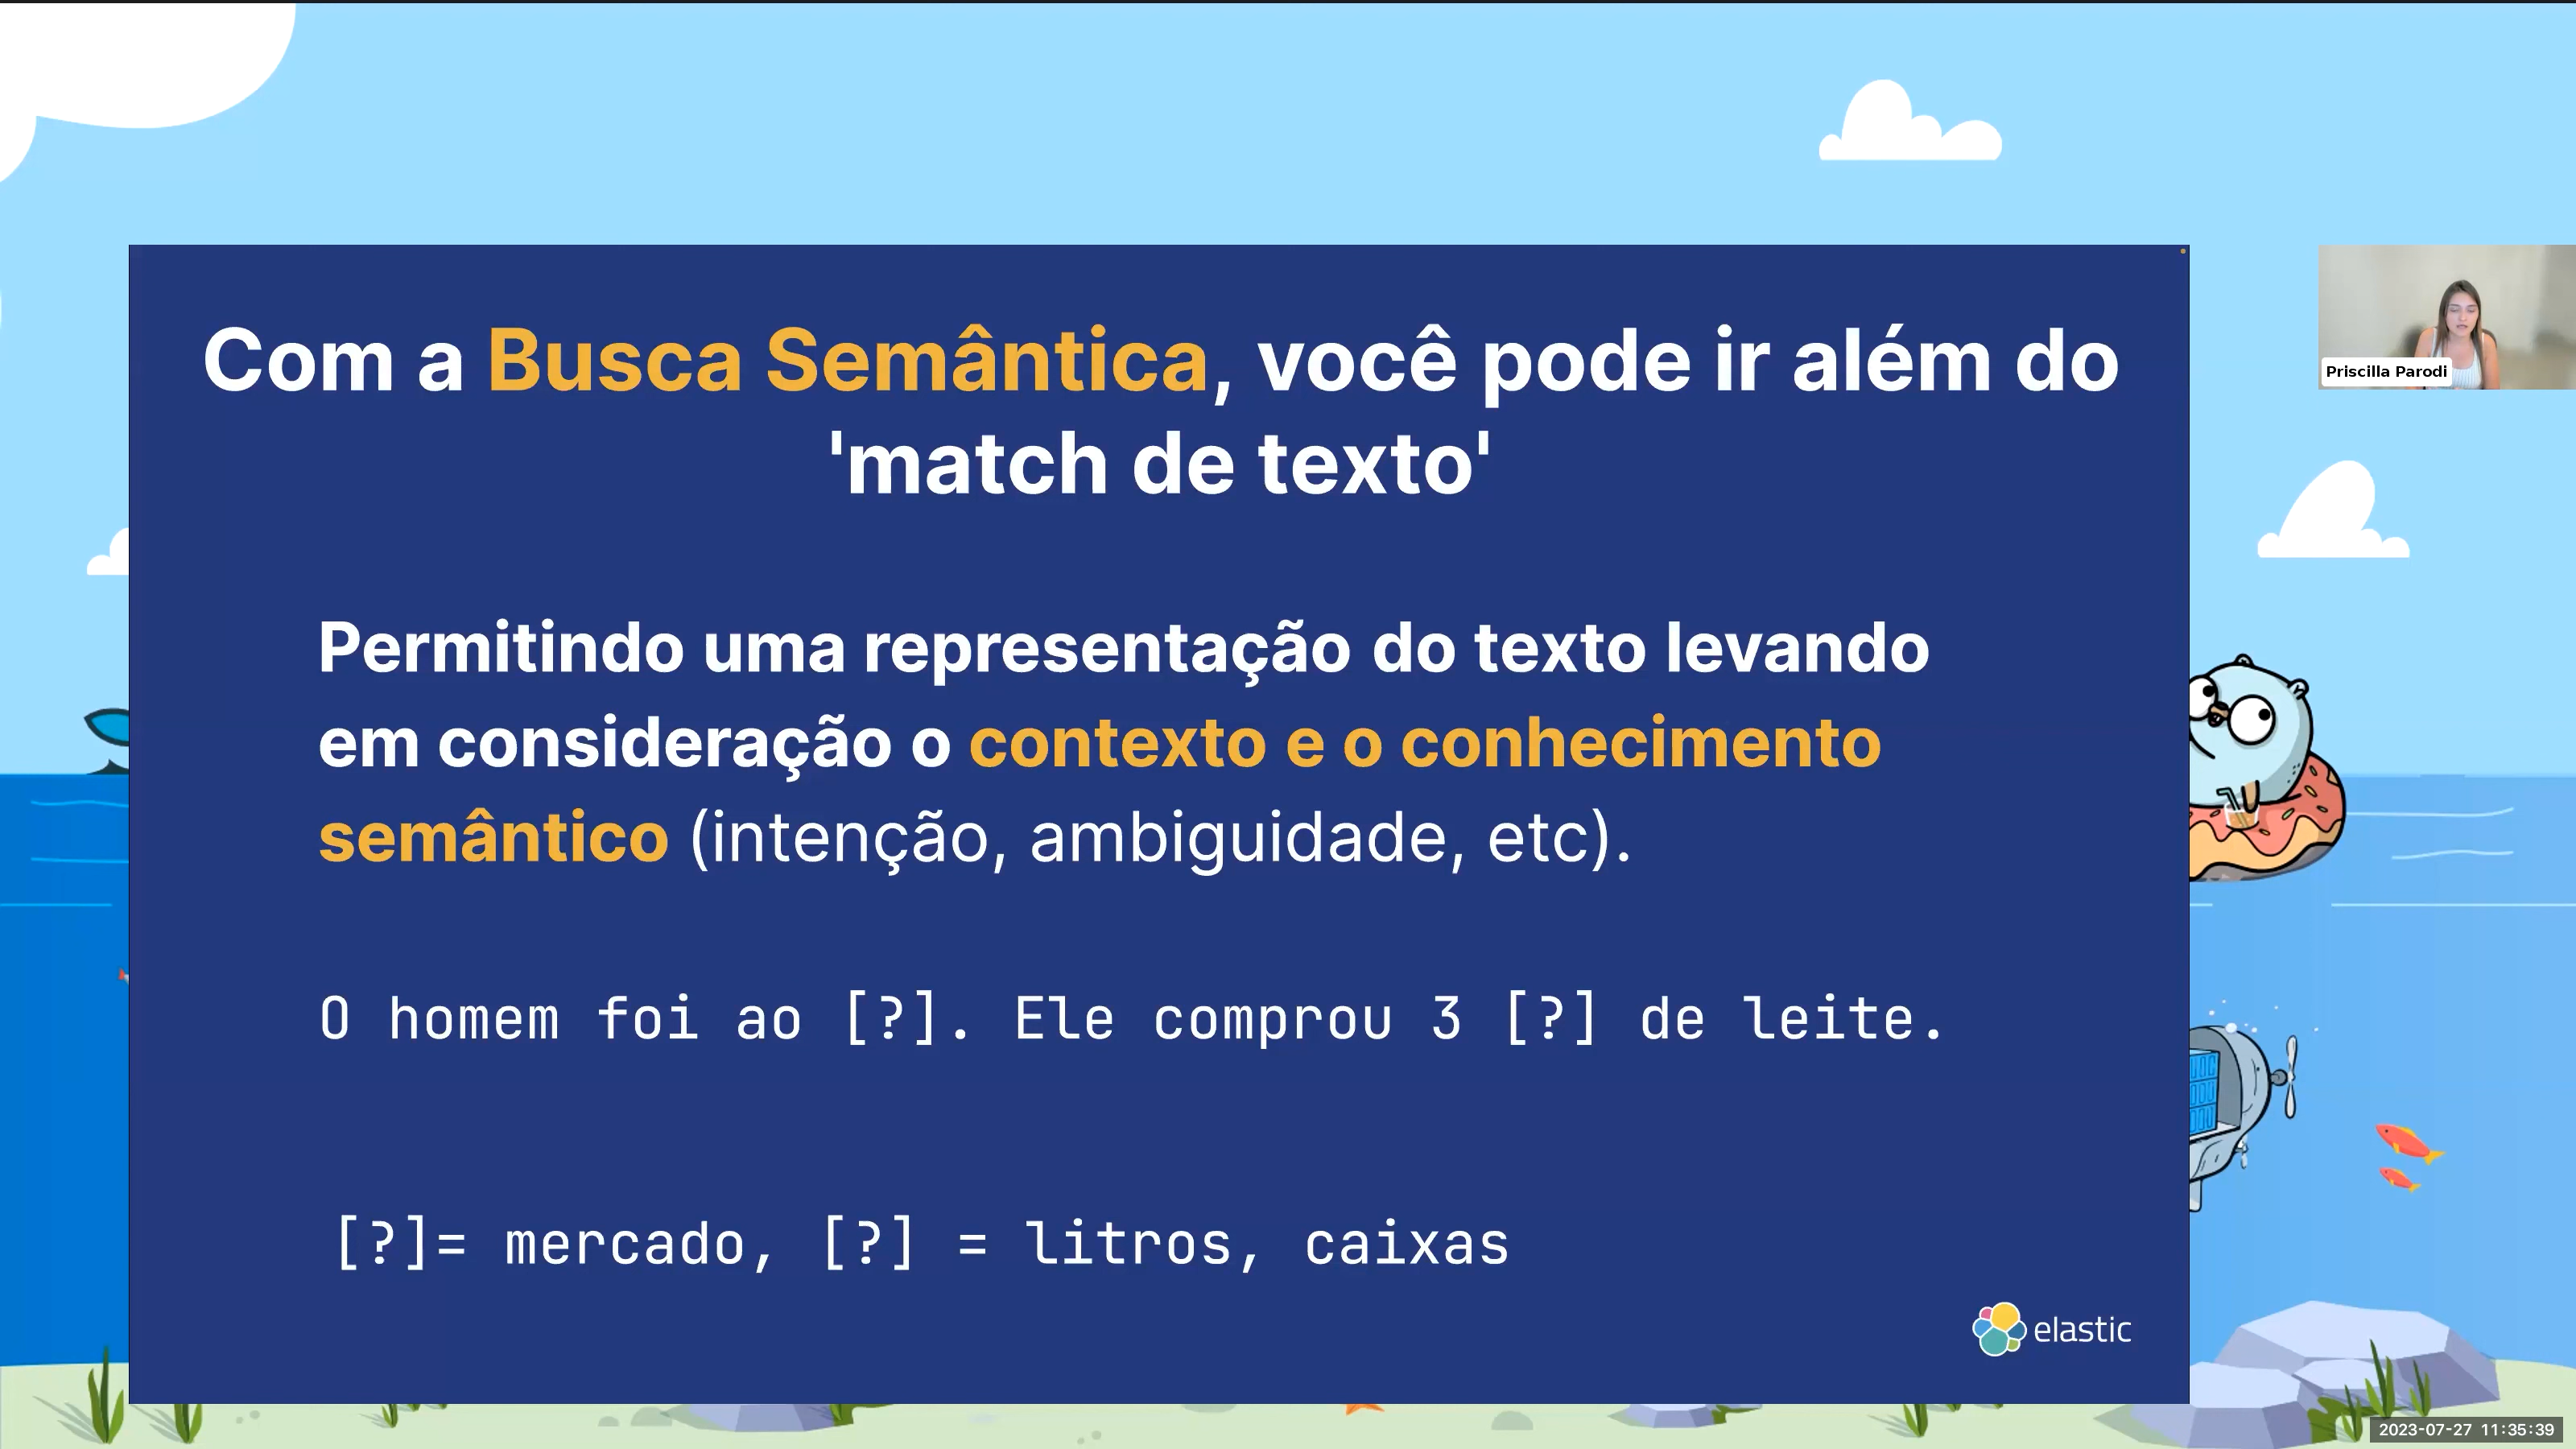 Com a Busca Semântica, você pode ir além do
'match de texto'
Priscilla Parodi
Permitindo uma representação do texto levando
em consideração o contexto e o conhecimento
semântico (intenção, ambiguidade, etc).
O homem foi ao [?]. Ele comprou 3 [?] de leite.
[?]= mercado, [?] = litros, caixas
elastic
2023-07-27 11:35:39